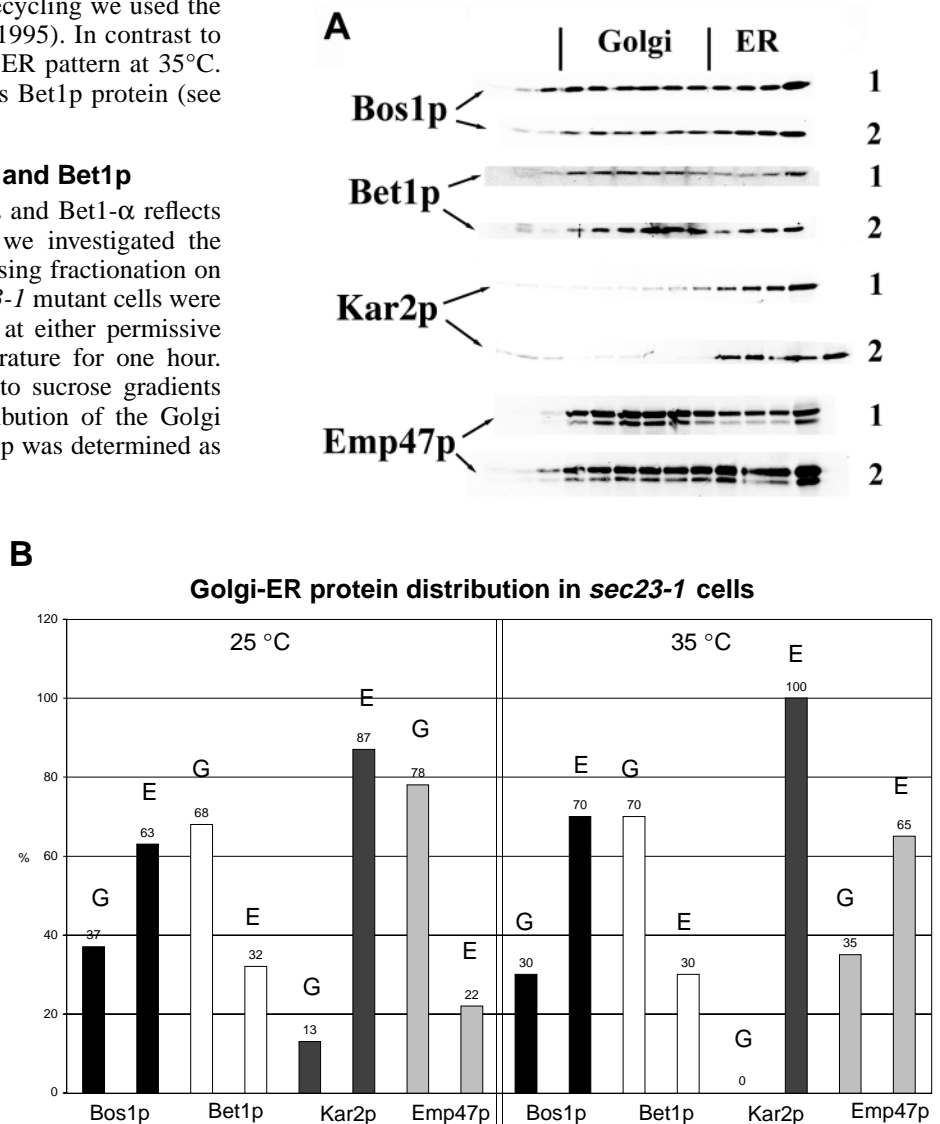 ecycling we used the
1995). In contrast to
ER pattern at 35°C.
s Bet1p protein (see
and Bet1p
and Bet1-α reflects
we investigated the
sing fractionation on
3-1 mutant cells were
at either permissive
rature for one hour.
to sucrose gradients
ibution of the Golgi
p was determined as
A
Golgi ER
Bos1p 1
2
Bet1p 1
2
Kar2p 1
2
Emp47p 1
2
B
Golgi-ER protein distribution in sec23-1 cells
25 °C 35 °C
120
100
80
60
40
20
0
%
G E G E G E G E
37 63 68 32 13 87 78 22
G E G E G E G E
30 70 70 30 0 100 35 65
Bos1p Bet1p Kar2p Emp47p Bos1p Bet1p Kar2p Emp47p